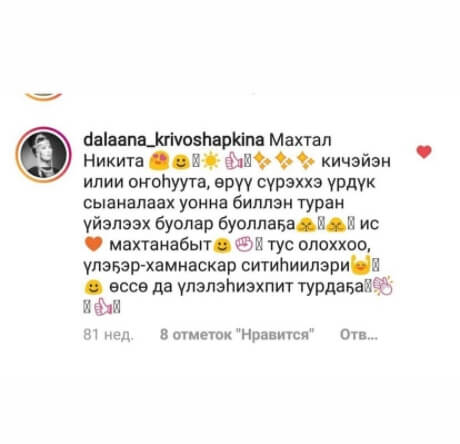 dalaana_krivoshapkina Махтал
Никита 😍😀☀️👍✨✨✨ кичэйэн
илии оҥоһуута, өрүү сүрэххэ үрдүк
сыаналаах уонна биллэн туран
үйэлээх буолар буоллаҕа🙏🙏 ис
🧡 махтанабыт😀 ✊ тус олоххоо,
үлэҕэр-хамнаскар ситиһиилэри🤘
😀 өссө да үлэлэһиэхпит турдаҕа👏
👍
81 нед. 8 отметок "Нравится" Отв...